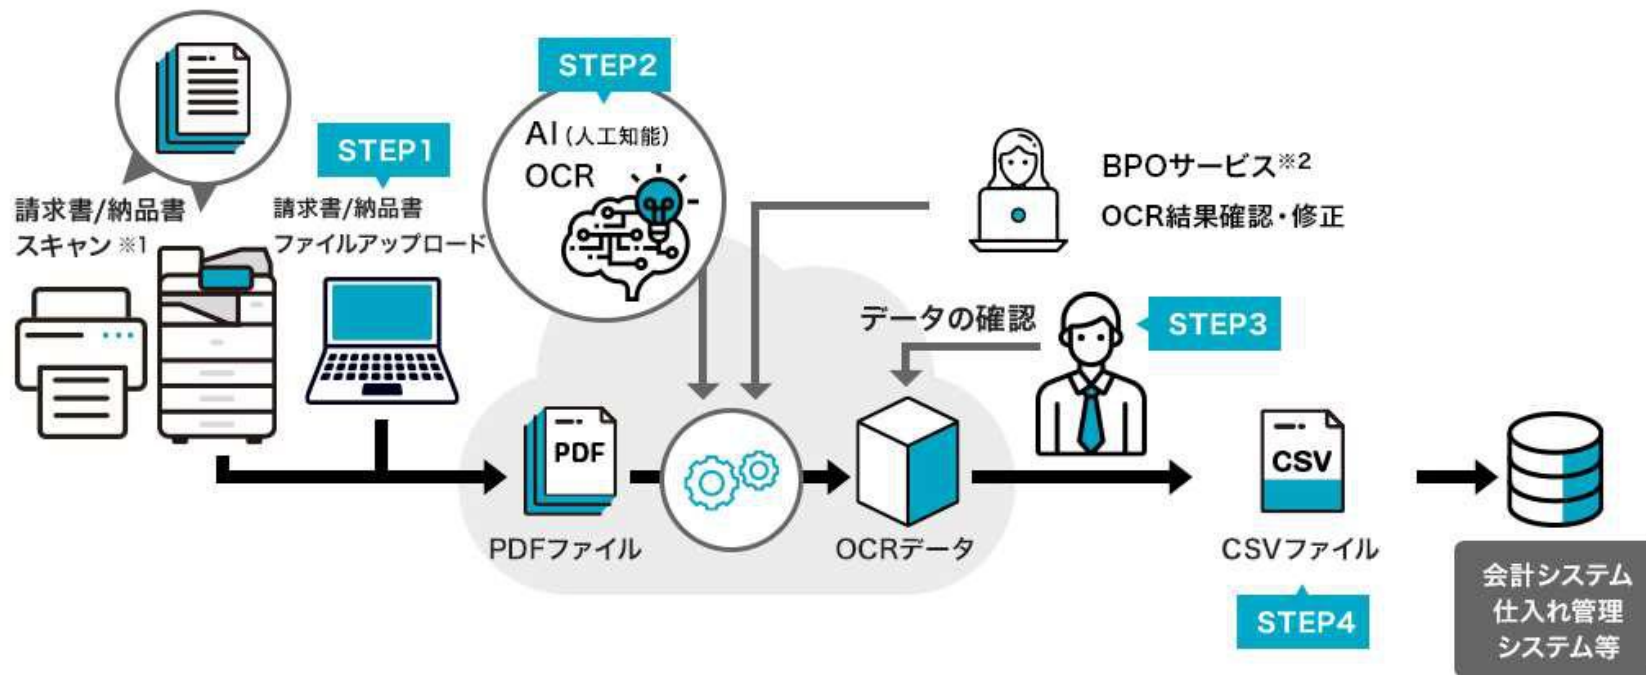 請求書/納品書
スキャン※1
STEP1
請求書/納品書
ファイルアップロード
STEP2
AI(人工知能)
OCR
BPOサービス※2
OCR結果確認・修正
データの確認
STEP3
PDF
PDFファイル
OCRデータ
CSV
CSVファイル
STEP4
会計システム
仕入れ管理
システム等